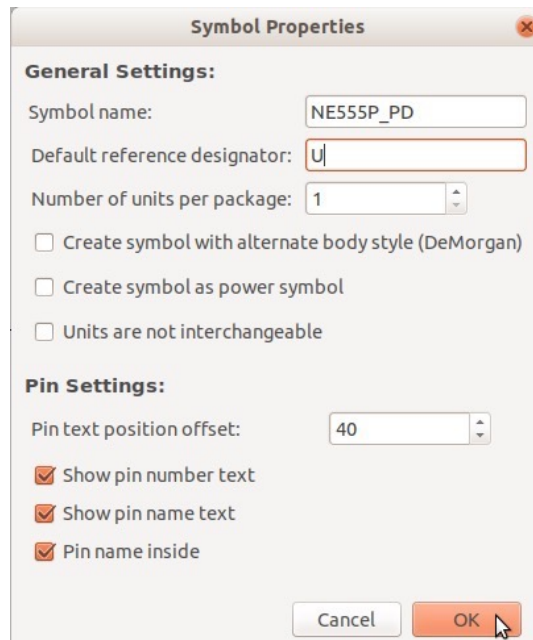 Symbol Properties
General Settings:
Symbol name: NE555P_PD
Default reference designator: U
Number of units per package: 1
Create symbol with alternate body style (DeMorgan)
Create symbol as power symbol
Units are not interchangeable
Pin Settings:
Pin text position offset: 40
Show pin number text
Show pin name text
Pin name inside
Cancel OK